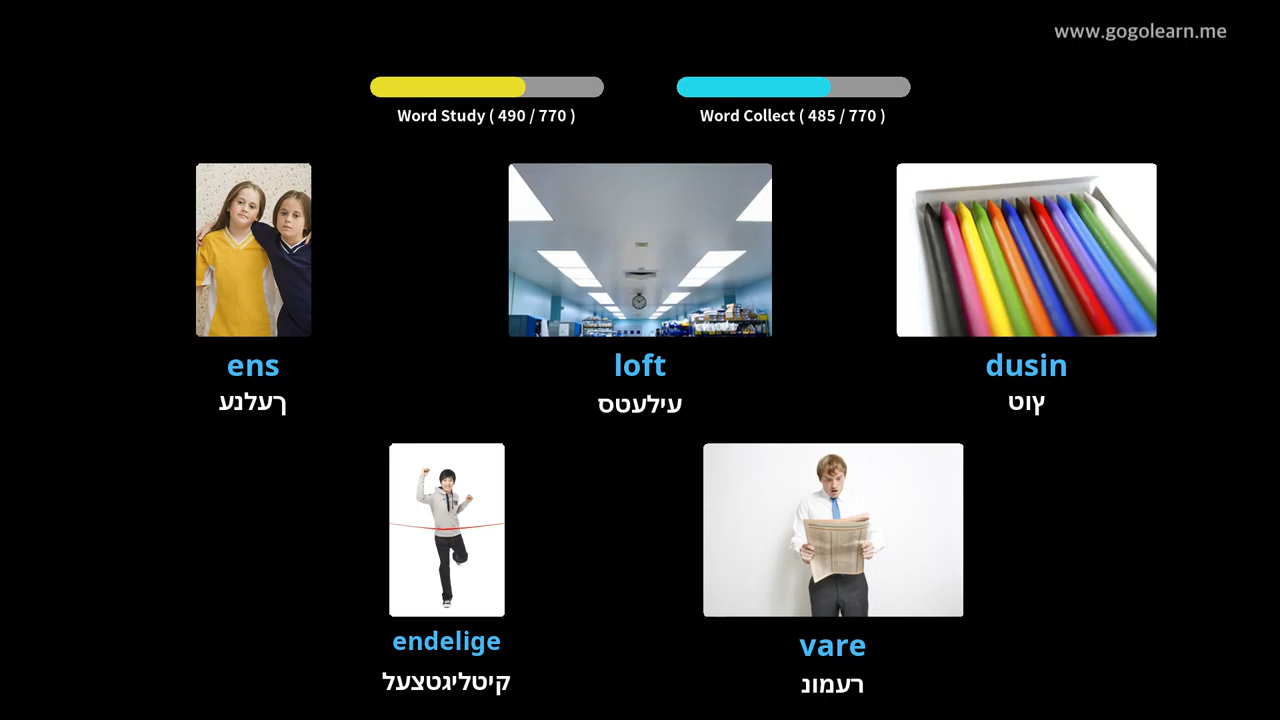 www.gogolearn.me
Word Study ( 490 / 770 )
Word Collect ( 485 / 770 )
ens
ךעלנע
loft
עילעטס
dusin
ץוט
endelige
קיטליגטצעל
vare
רעמונ